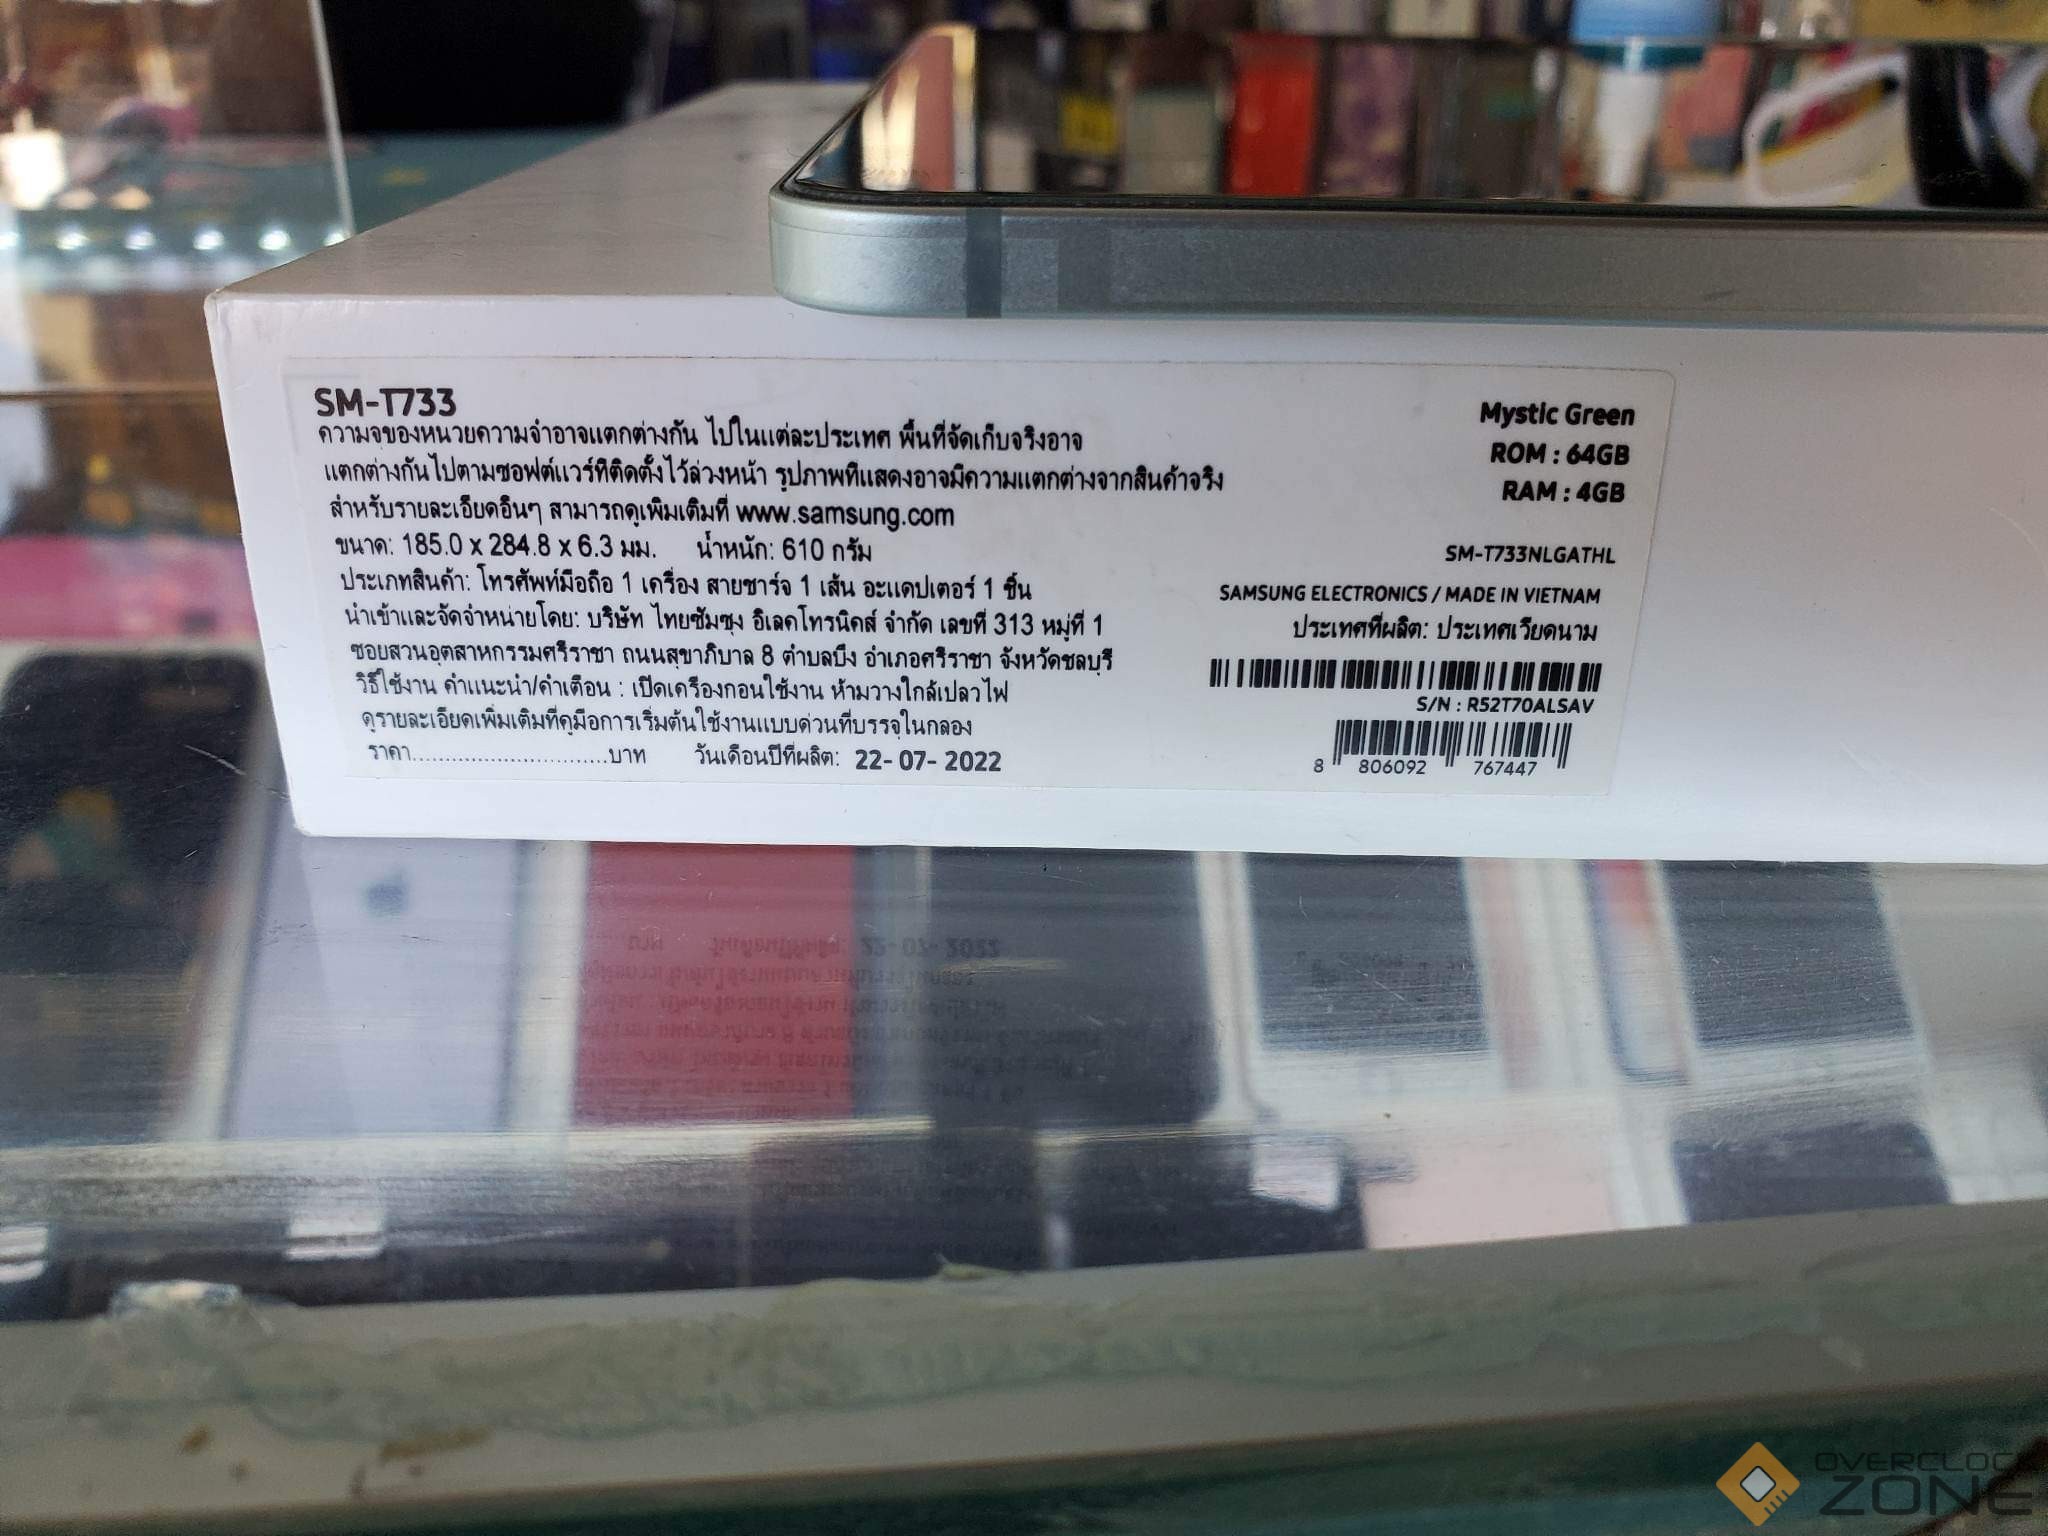 SM-T733
ความจุของหน่วยความจำอาจแตกต่างกัน ไปในแต่ละประเทศ พื้นที่จัดเก็บจริงอาจ
แตกต่างกันไปตามซอฟต์แวร์ที่ติดตั้งไว้ล่วงหน้า รูปภาพที่แสดงอาจมีความแตกต่างจากสินค้าจริง
สำหรับรายละเอียดอื่นๆ สามารถดูเพิ่มเติมที่ www.samsung.com
ขนาด: 185.0 x 284.8 x 6.3 มม. น้ำหนัก: 610 กรัม
ประเภทสินค้า: โทรศัพท์มือถือ 1 เครื่อง สายชาร์จ 1 เส้น อะแดปเตอร์ 1 ชิ้น
นำเข้าและจัดจำหน่ายโดย: บริษัท ไทยซัมซุง อิเลคโทรนิคส์ จำกัด เลขที่ 313 หมู่ที่ 1
ซอยสวนอุตสาหกรรมศรีราชา ถนนสุขาภิบาล 8 ตำบลบึง อำเภอศรีราชา จังหวัดชลบุรี
วิธีใช้งาน คำแนะนำ/คำเตือน : เปิดเครื่องก่อนใช้งาน ห้ามวางใกล้เปลวไฟ
ดูรายละเอียดเพิ่มเติมที่คู่มือการเริ่มต้นใช้งานแบบด่วนที่บรรจุในกล่อง
ราคา..............................บาท วันเดือนปีที่ผลิต: 22- 07- 2022
Mystic Green
ROM : 64GB
RAM : 4GB
SM-T733NLGATHL
SAMSUNG ELECTRONICS / MADE IN VIETNAM
ประเทศที่ผลิต: ประเทศเวียดนาม
S/N : R52T70ALSAV
8 806092 767447
OVERCLOCK
ZONE